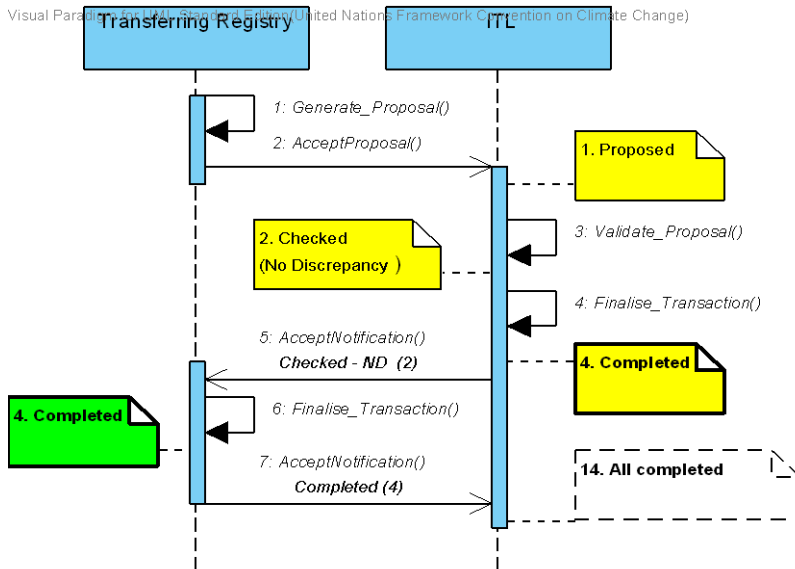 Visual Paradigm for UML Standard Edition(United Nations Framework Convention on Climate Change)
Transferring Registry
ITL
1: Generate_Proposal()
2: AcceptProposal()
1. Proposed
2. Checked
(No Discrepancy )
3: Validate_Proposal()
4: Finalise_Transaction()
5: AcceptNotification()
Checked - ND (2)
4. Completed
4. Completed
6: Finalise_Transaction()
7: AcceptNotification()
Completed (4)
14. All completed